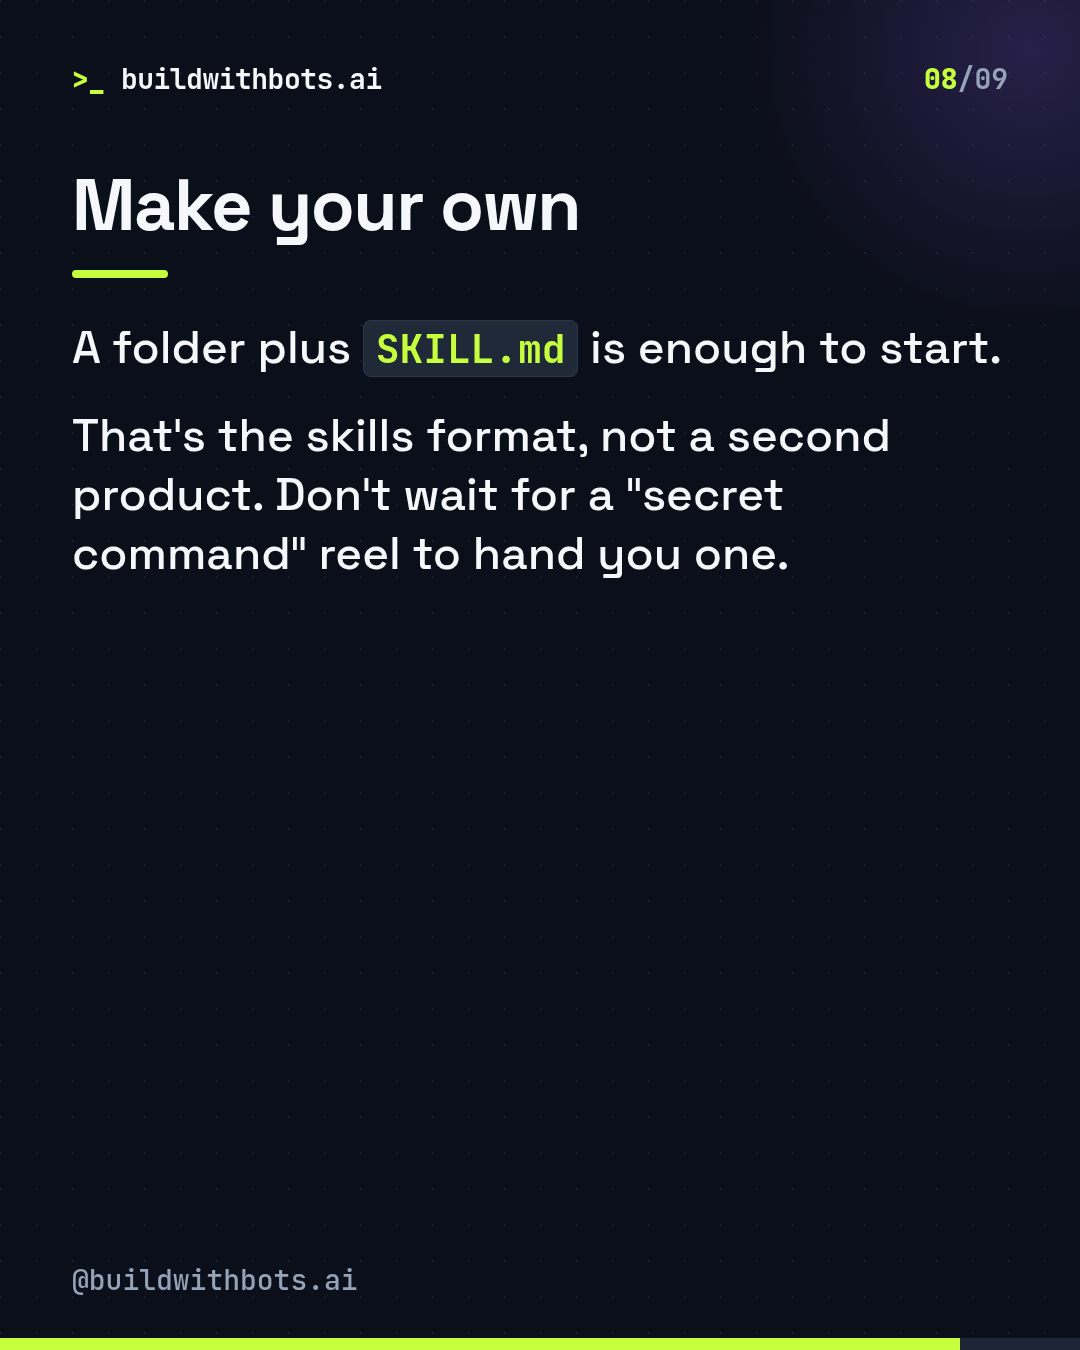 >_ buildwithbots.ai
08/09
Make your own
A folder plus SKILL.md is enough to start.
That's the skills format, not a second
product. Don't wait for a "secret
command" reel to hand you one.
@buildwithbots.ai